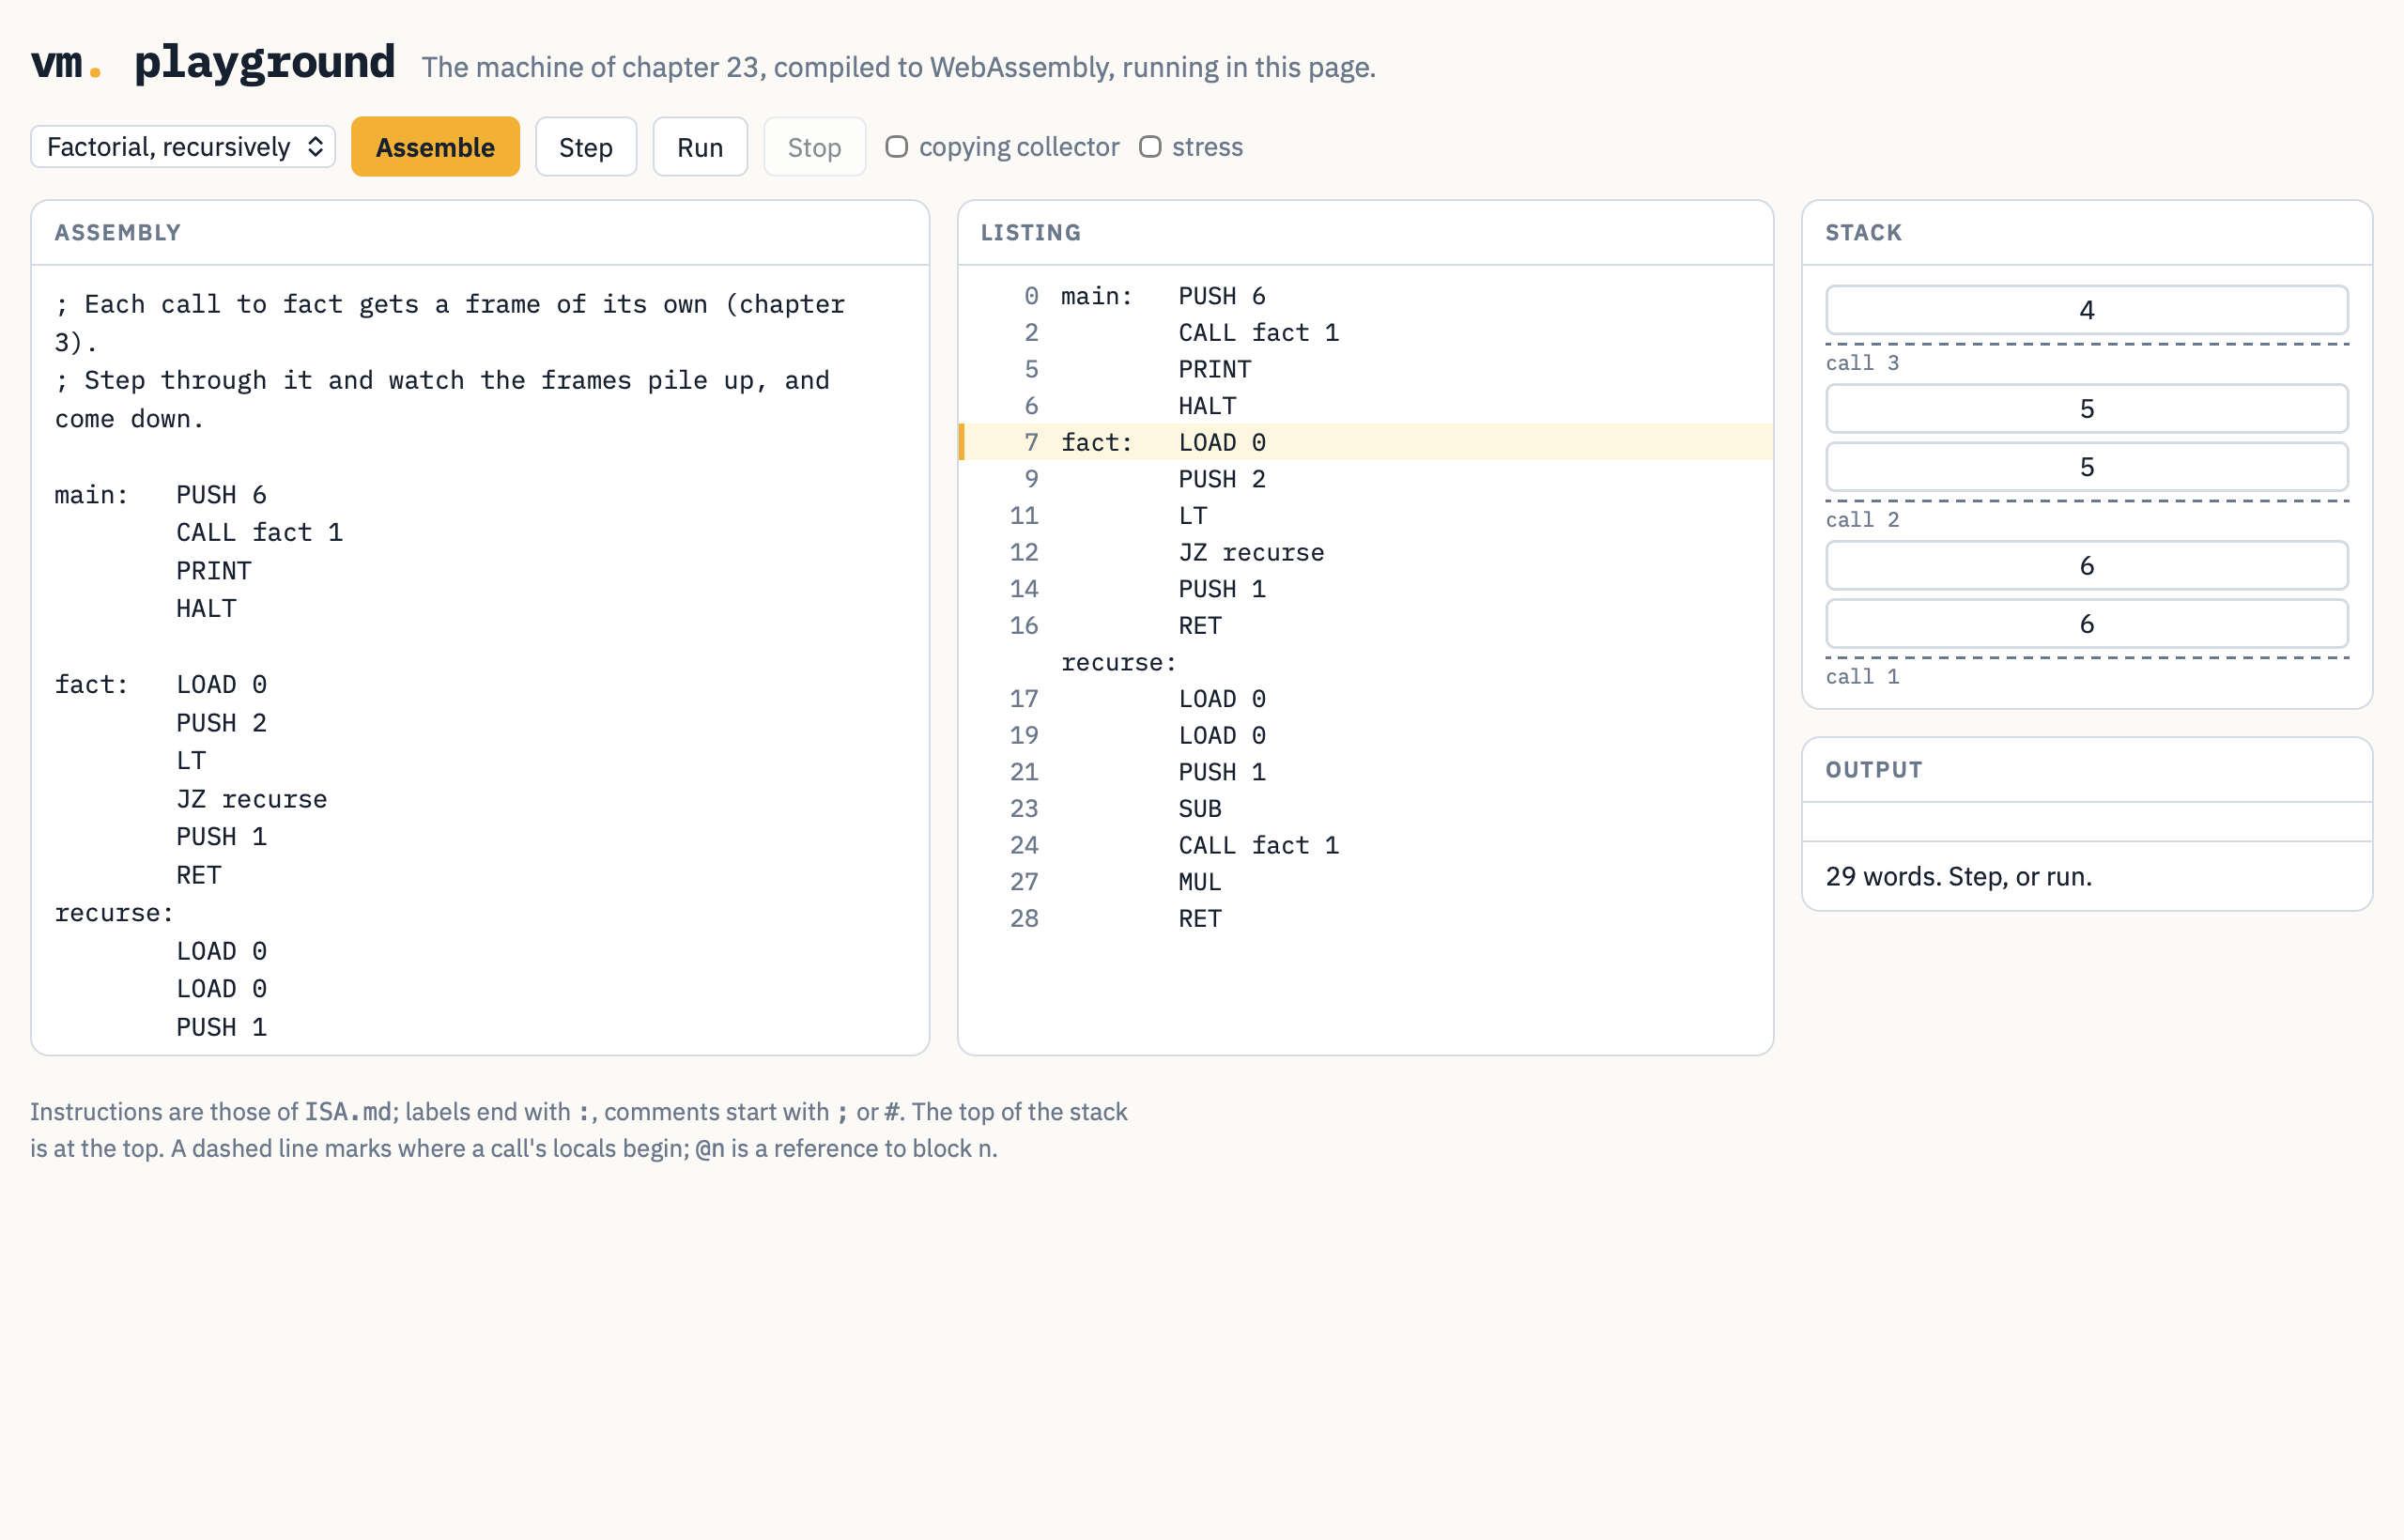 vm. playground The machine of chapter 23, compiled to WebAssembly, running in this page.
Factorial, recursively Assemble Step Run Stop copying collector stress
ASSEMBLY
; Each call to fact gets a frame of its own (chapter
3).
; Step through it and watch the frames pile up, and
come down.
main: PUSH 6
CALL fact 1
PRINT
HALT
fact: LOAD 0
PUSH 2
LT
JZ recurse
PUSH 1
RET
recurse:
LOAD 0
LOAD 0
PUSH 1
LISTING
0 main: PUSH 6
2 CALL fact 1
5 PRINT
6 HALT
7 fact: LOAD 0
9 PUSH 2
11 LT
12 JZ recurse
14 PUSH 1
16 RET
recurse:
17 LOAD 0
19 LOAD 0
21 PUSH 1
23 SUB
24 CALL fact 1
27 MUL
28 RET
STACK
4
call 3
5
5
call 2
6
6
call 1
OUTPUT
29 words. Step, or run.
Instructions are those of ISA.md; labels end with :, comments start with ; or #. The top of the stack
is at the top. A dashed line marks where a call's locals begin; @n is a reference to block n.